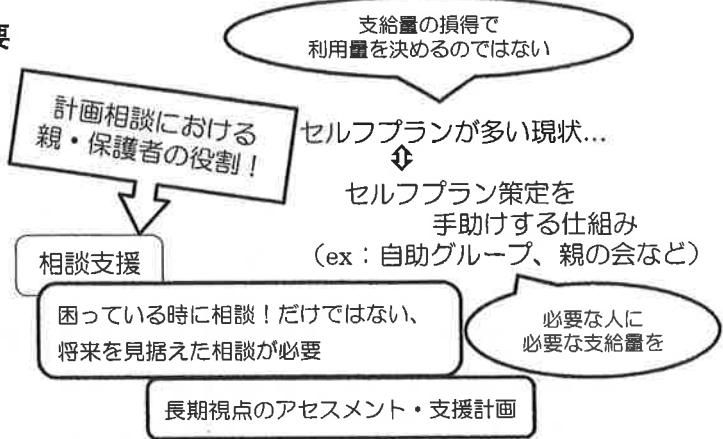 要
支給量の損得で
利用量を決めるのではない
計画相談における
親・保護者の役割！
セルフプランが多い現状…
⇕
セルフプラン策定を
手助けする仕組み
（ex：自助グループ、親の会など）
相談支援
困っている時に相談！だけではない、
将来を見据えた相談が必要
必要な人に
必要な支給量を
長期視点のアセスメント・支援計画